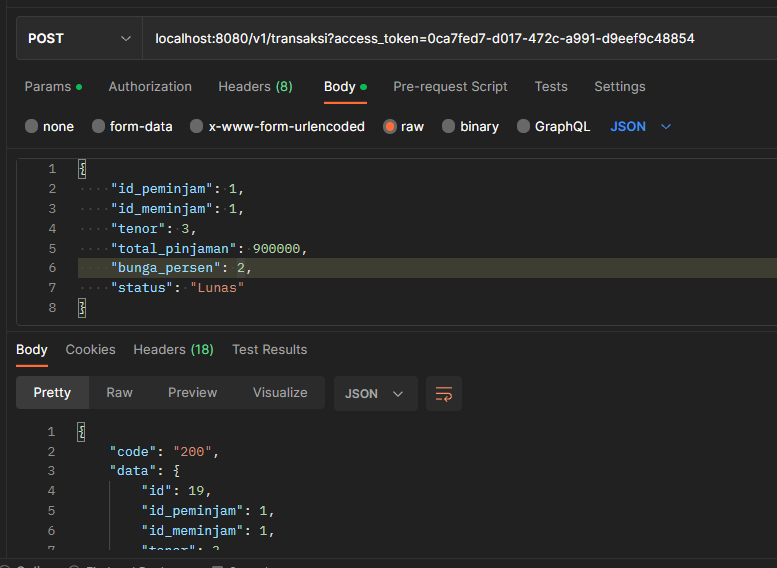 POST localhost:8080/v1/transaksi?access_token=0ca7fed7-d017-472c-a991-d9eef9c48854
Params Authorization Headers (8) Body Pre-request Script Tests Settings
none form-data x-www-form-urlencoded raw binary GraphQL JSON
1 {
2 "id_peminjam": 1,
3 "id_meminjam": 1,
4 "tenor": 3,
5 "total_pinjaman": 900000,
6 "bunga_persen": 2,
7 "status": "Lunas"
8 }
Body Cookies Headers (18) Test Results
Pretty Raw Preview Visualize JSON
1 {
2 "code": "200",
3 "data": {
4 "id": 19,
5 "id_peminjam": 1,
6 "id_meminjam": 1,
7 "tenor": 3